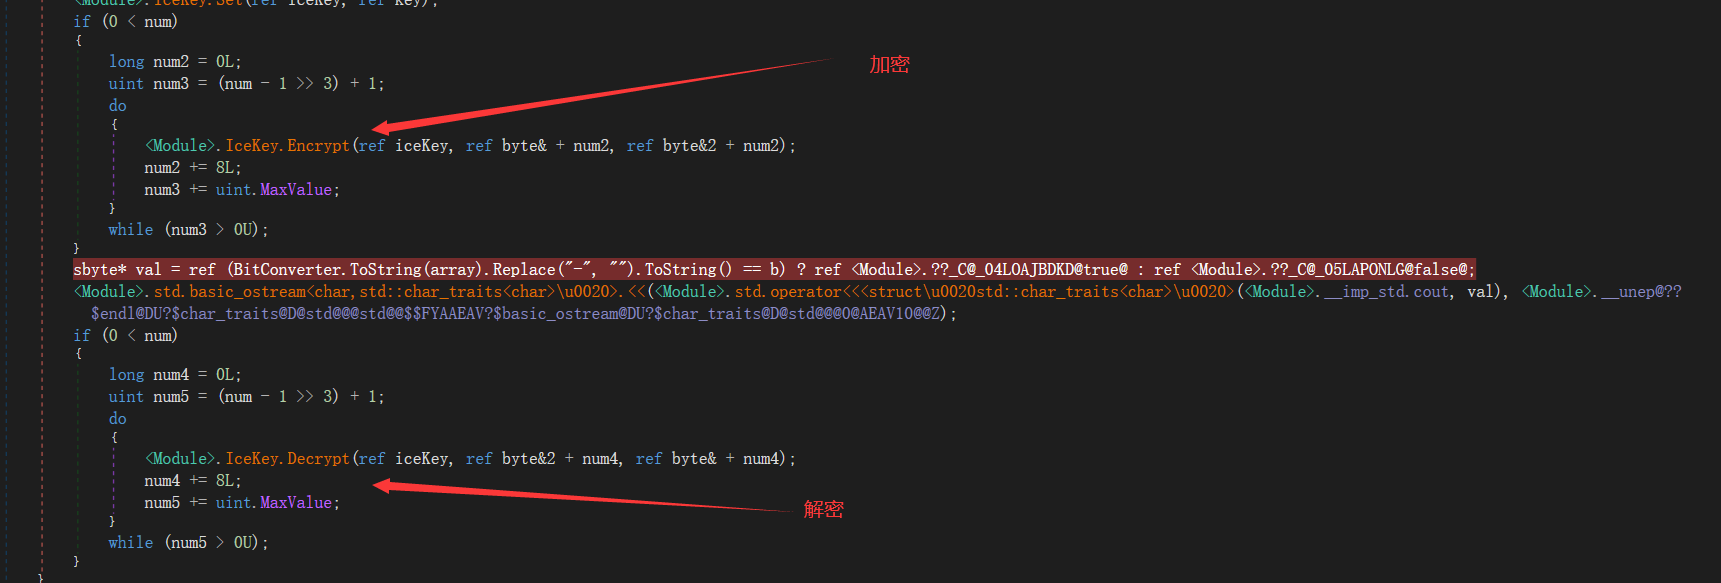 <Module>.IceKey.Set(ref iceKey, ref key);
if (0 < num)
{
long num2 = 0L;
uint num3 = (num - 1 >> 3) + 1;
do
{
<Module>.IceKey.Encrypt(ref iceKey, ref byte& + num2, ref byte&2 + num2);
num2 += 8L;
num3 += uint.MaxValue;
}
while (num3 > 0U);
}
sbyte* val = ref (BitConverter.ToString(array).Replace("-", "").ToString() == b) ? ref <Module>.??_C@_04LOAJBDKD@true@ : ref <Module>.??_C@_05LAPONLG@false@;
<Module>.std.basic_ostream<char,std::char_traits<char>\u0020>.<<(<Module>.std.operator<<<struct\u0020std::char_traits<char>\u0020>(<Module>.__imp_std.cout, val), <Module>.__unep@??
$endl@DU?$char_traits@D@std@@@std@@$$FYAAEAV?$basic_ostream@DU?$char_traits@D@std@@@0@AEAV10@@Z);
if (0 < num)
{
long num4 = 0L;
uint num5 = (num - 1 >> 3) + 1;
do
{
<Module>.IceKey.Decrypt(ref iceKey, ref byte&2 + num4, ref byte& + num4);
num4 += 8L;
num5 += uint.MaxValue;
}
while (num5 > 0U);
}
}
加密
解密